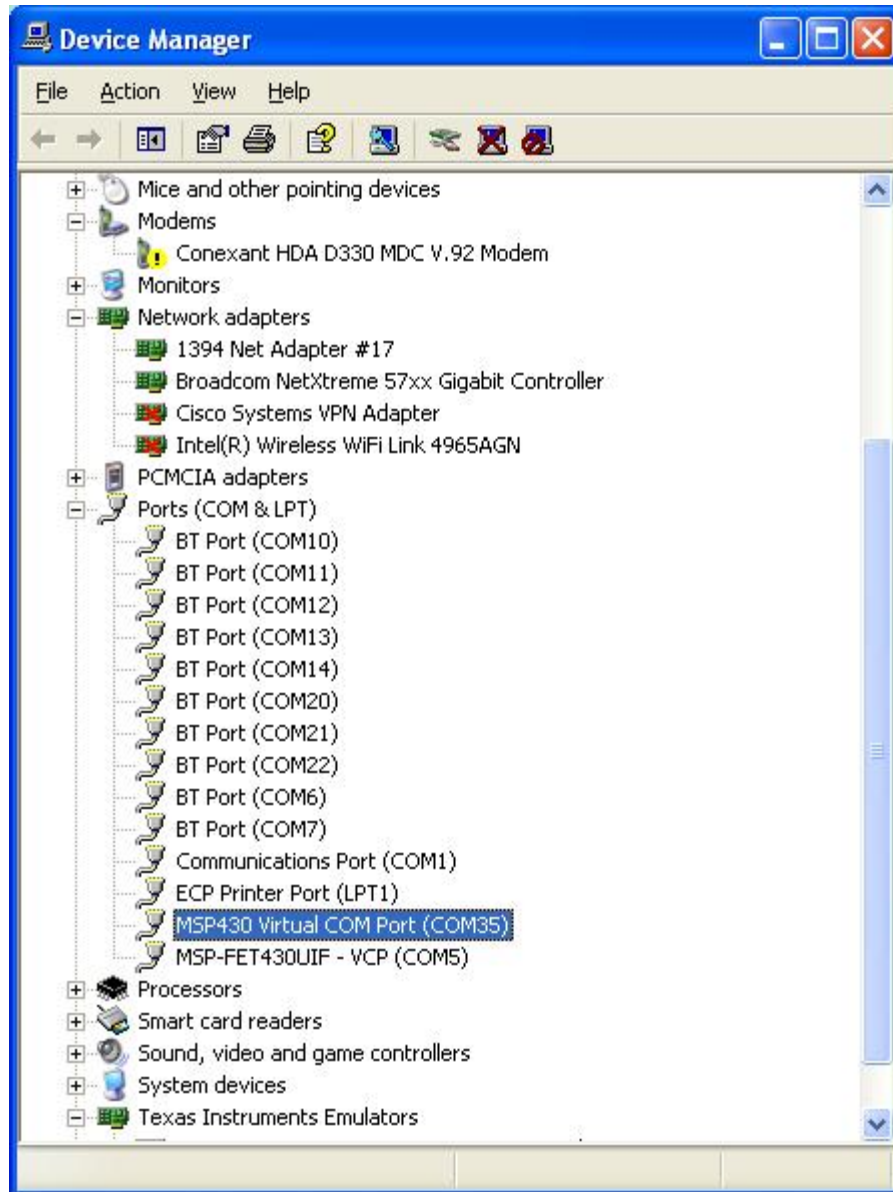 Device Manager
File Action View Help
Mice and other pointing devices
Modems
Conexant HDA D330 MDC V.92 Modem
Monitors
Network adapters
1394 Net Adapter #17
Broadcom NetXtreme 57xx Gigabit Controller
Cisco Systems VPN Adapter
Intel(R) Wireless WiFi Link 4965AGN
PCMCIA adapters
Ports (COM & LPT)
BT Port (COM10)
BT Port (COM11)
BT Port (COM12)
BT Port (COM13)
BT Port (COM14)
BT Port (COM20)
BT Port (COM21)
BT Port (COM22)
BT Port (COM6)
BT Port (COM7)
Communications Port (COM1)
ECP Printer Port (LPT1)
MSP430 Virtual COM Port (COM35)
MSP-FET430UIF - VCP (COM5)
Processors
Smart card readers
Sound, video and game controllers
System devices
Texas Instruments Emulators